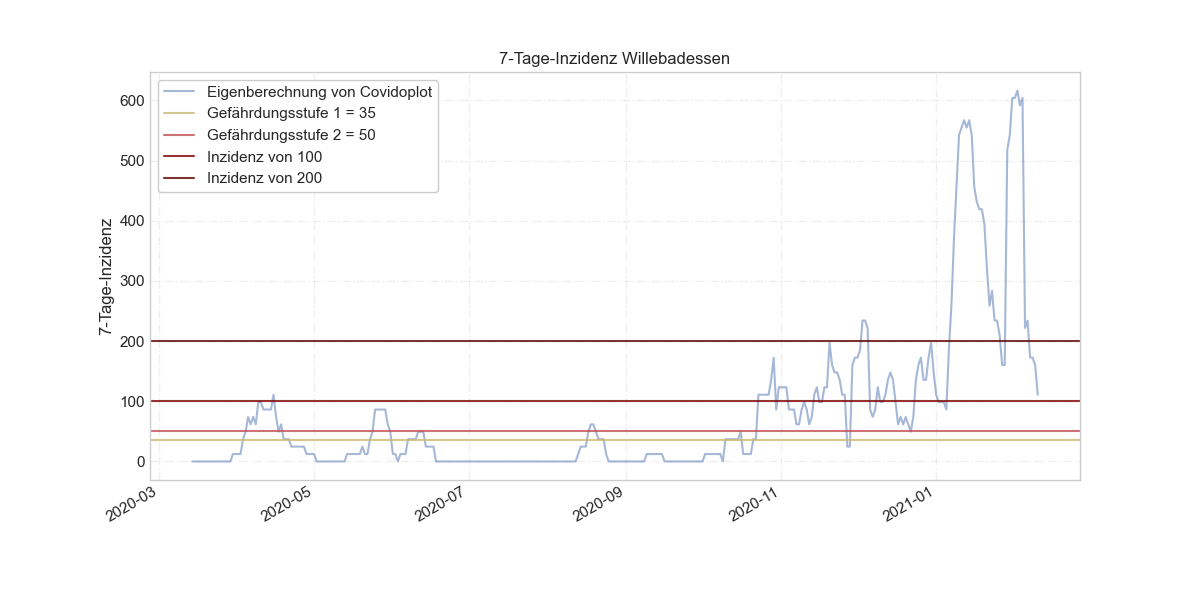 7-Tage-Inzidenz Willebadessen
Eigenberechnung von Covidoplot
Gefährdungsstufe 1 = 35
Gefährdungsstufe 2 = 50
Inzidenz von 100
Inzidenz von 200
7-Tage-Inzidenz
600
500
400
300
200
100
0
2020-03
2020-05
2020-07
2020-09
2020-11
2021-01